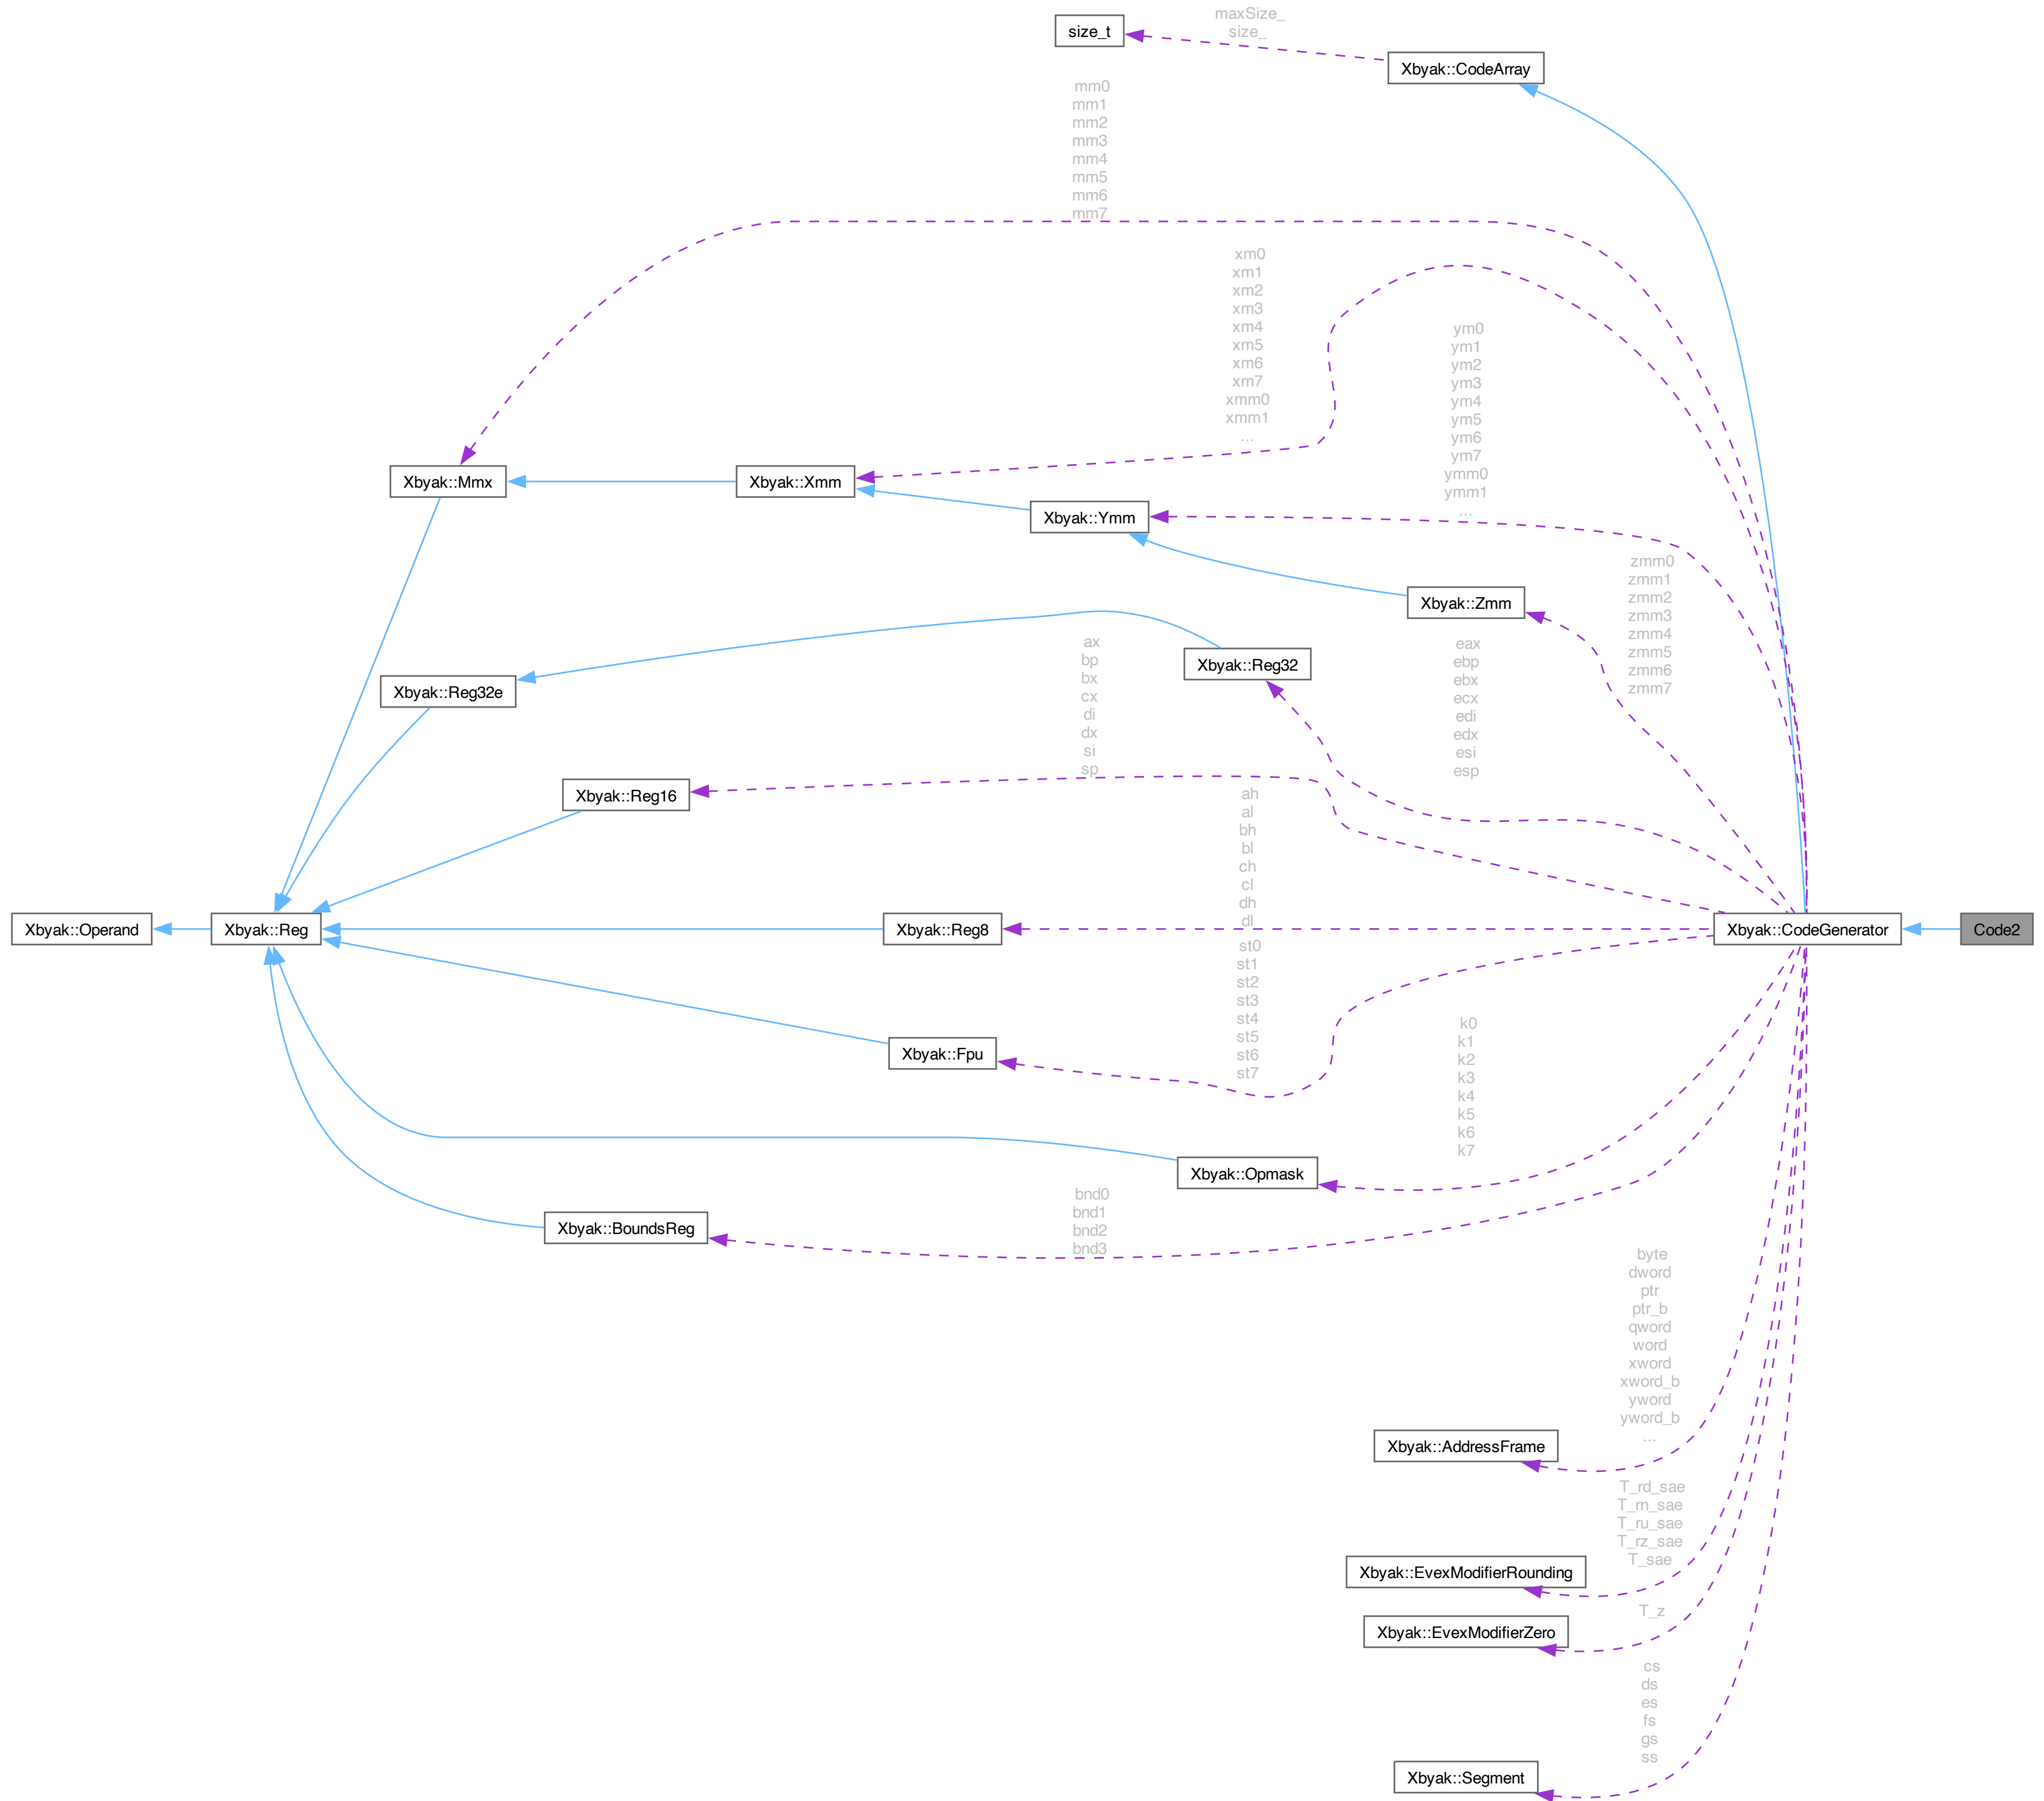 maxSize_
size_
size_t
Xbyak::CodeArray
mm0
mm1
mm2
mm3
mm4
mm5
mm6
mm7
xm0
xm1
xm2
xm3
xm4
xm5
xm6
xm7
xmm0
xmm1
...
ym0
ym1
ym2
ym3
ym4
ym5
ym6
ym7
ymm0
ymm1
...
Xbyak::Mmx
Xbyak::Xmm
Xbyak::Ymm
zmm0
zmm1
zmm2
zmm3
zmm4
zmm5
zmm6
zmm7
Xbyak::Zmm
ax
bp
bx
cx
di
dx
si
sp
Xbyak::Reg32
eax
ebp
ebx
ecx
edi
edx
esi
esp
Xbyak::Reg32e
Xbyak::Reg16
ah
al
bh
bl
ch
cl
dh
dl
Xbyak::Operand
Xbyak::Reg
Xbyak::Reg8
Xbyak::CodeGenerator
Code2
st0
st1
st2
st3
st4
st5
st6
st7
Xbyak::Fpu
k0
k1
k2
k3
k4
k5
k6
k7
Xbyak::Opmask
bnd0
bnd1
bnd2
bnd3
Xbyak::BoundsReg
byte
dword
ptr
ptr_b
qword
word
xword
xword_b
yword
yword_b
...
Xbyak::AddressFrame
T_rd_sae
T_rn_sae
T_ru_sae
T_rz_sae
T_sae
Xbyak::EvexModifierRounding
T_z
Xbyak::EvexModifierZero
cs
ds
es
fs
gs
ss
Xbyak::Segment